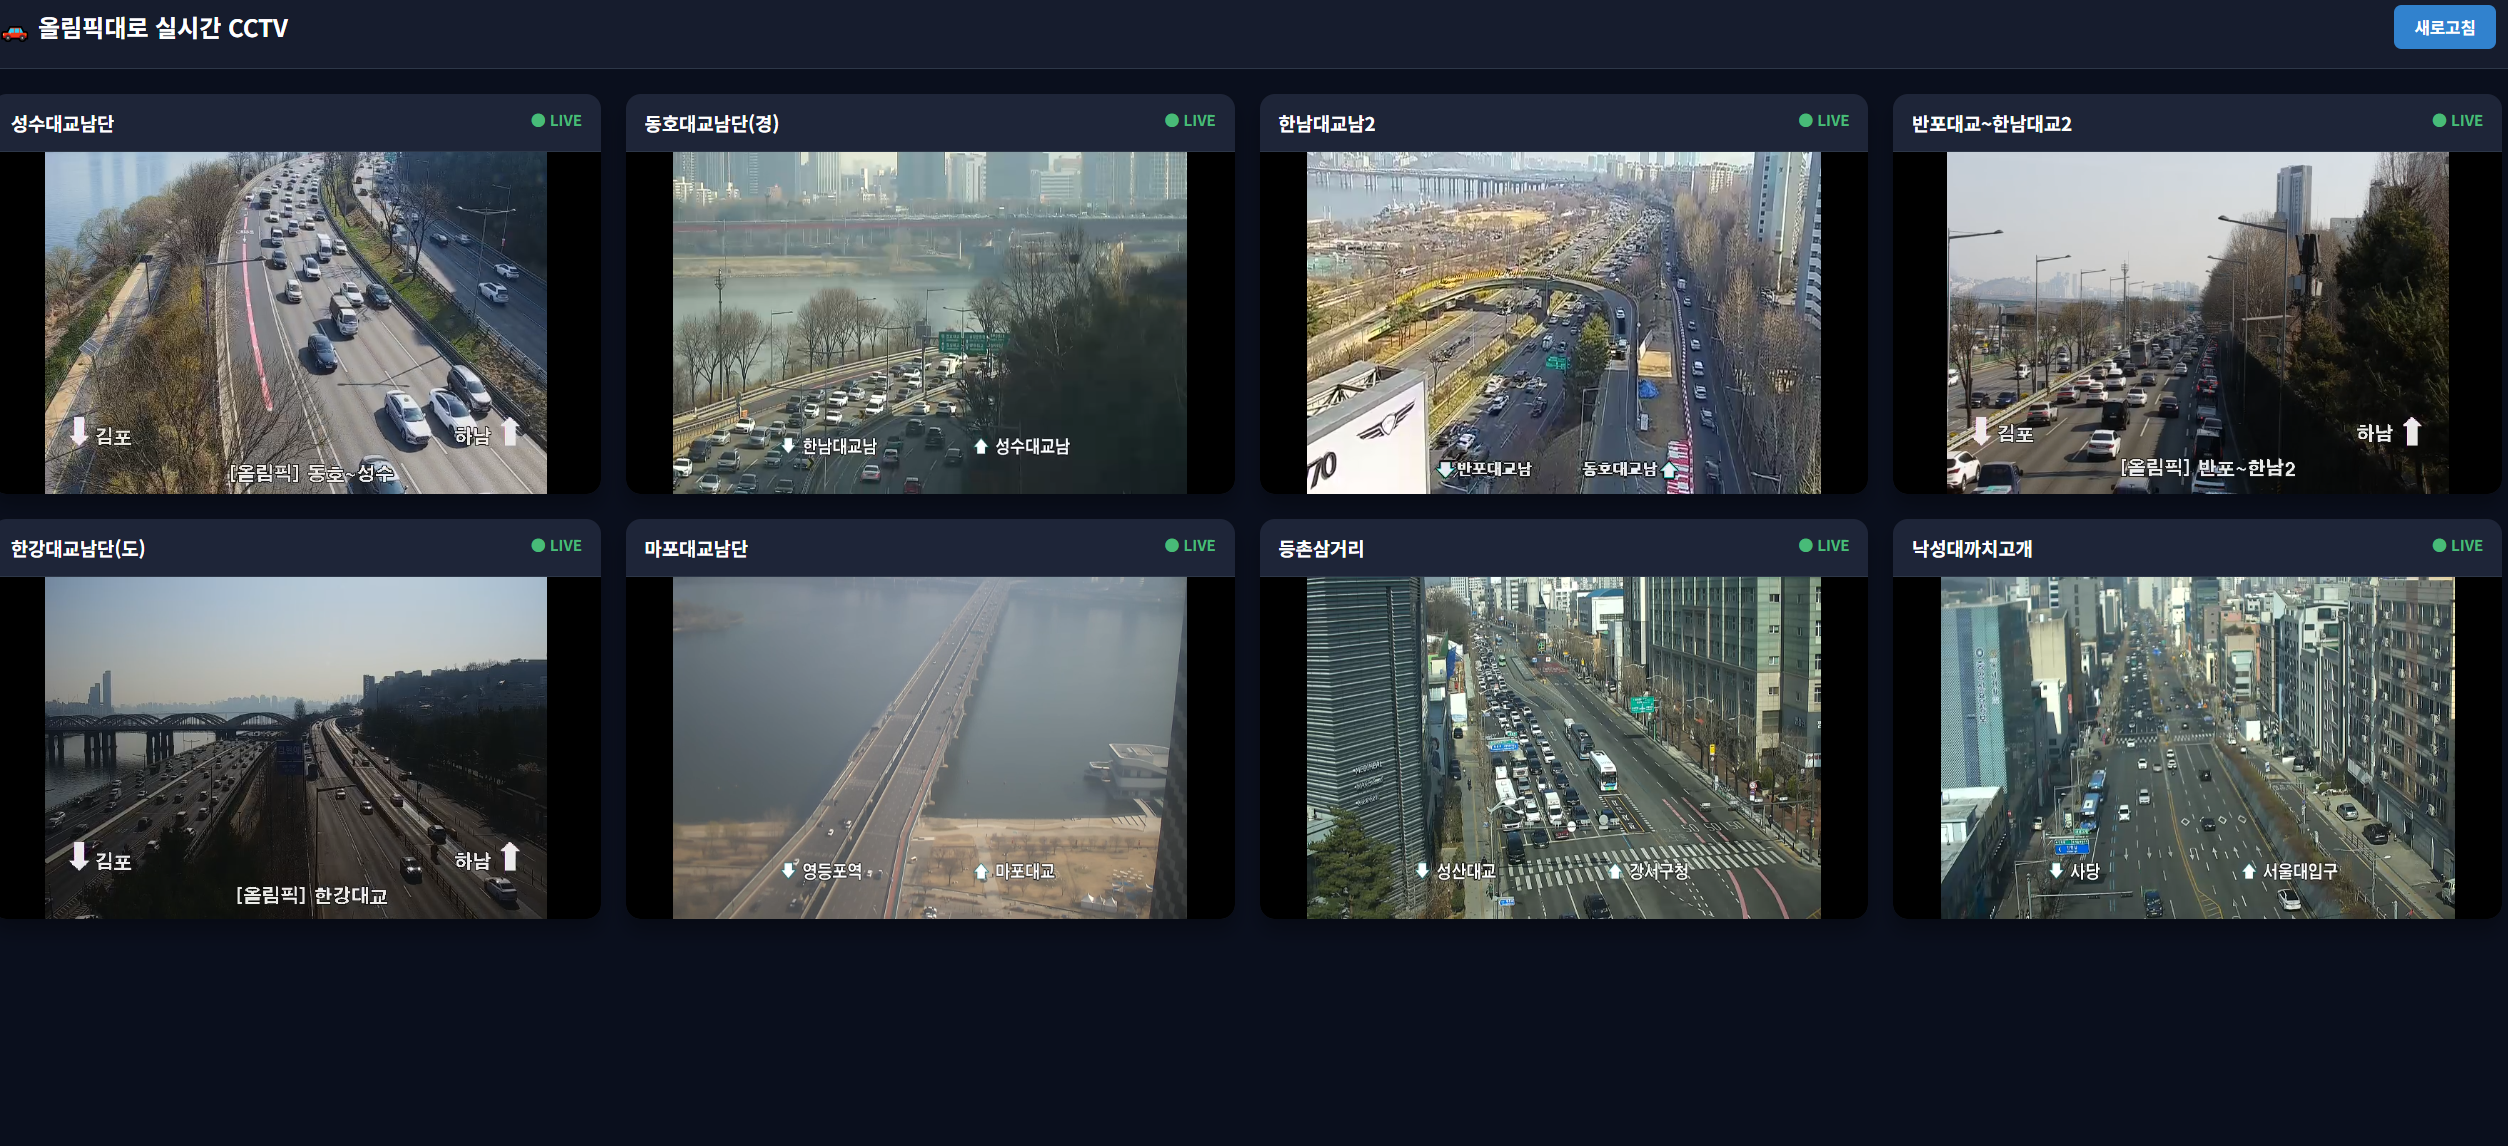 올림픽대로 실시간 CCTV
새로고침
성수대교남단
LIVE
김포
하남
[올림픽] 동호~성수
동호대교남단(경)
LIVE
한남대교남
성수대교남
한남대교남2
LIVE
70
반포대교남
동호대교남
반포대교~한남대교2
LIVE
김포
하남
[올림픽] 반포~한남2
한강대교남단(도)
LIVE
김포
하남
[올림픽] 한강대교
마포대교남단
LIVE
영등포역
마포대교
등촌삼거리
LIVE
성산대교
강서구청
낙성대까치고개
LIVE
사당
서울대입구